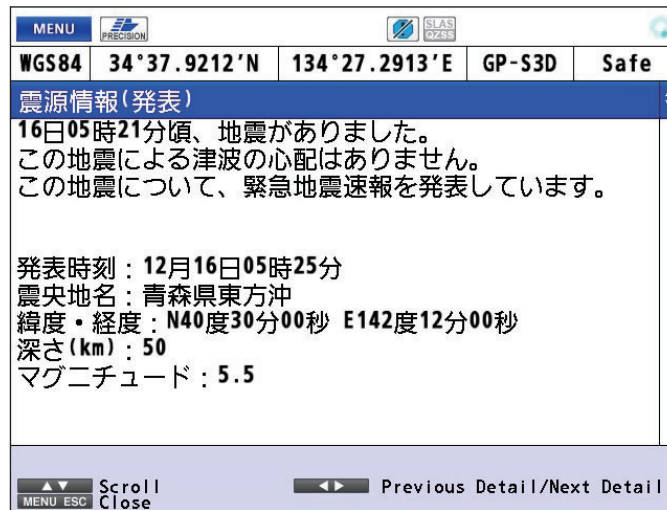 MENU PRECISION SLAS QZSS
WGS84 34°37.9212'N 134°27.2913'E GP-S3D Safe
震源情報(発表)
16日05時21分頃、地震がありました。
この地震による津波の心配はありません。
この地震について、緊急地震速報を発表しています。
発表時刻：12月16日05時25分
震央地名：青森県東方沖
緯度・経度：N40度30分00秒 E142度12分00秒
深さ(km)：50
マグニチュード：5.5
▲▼ Scroll ◀▶ Previous Detail/Next Detail
MENU ESC Close